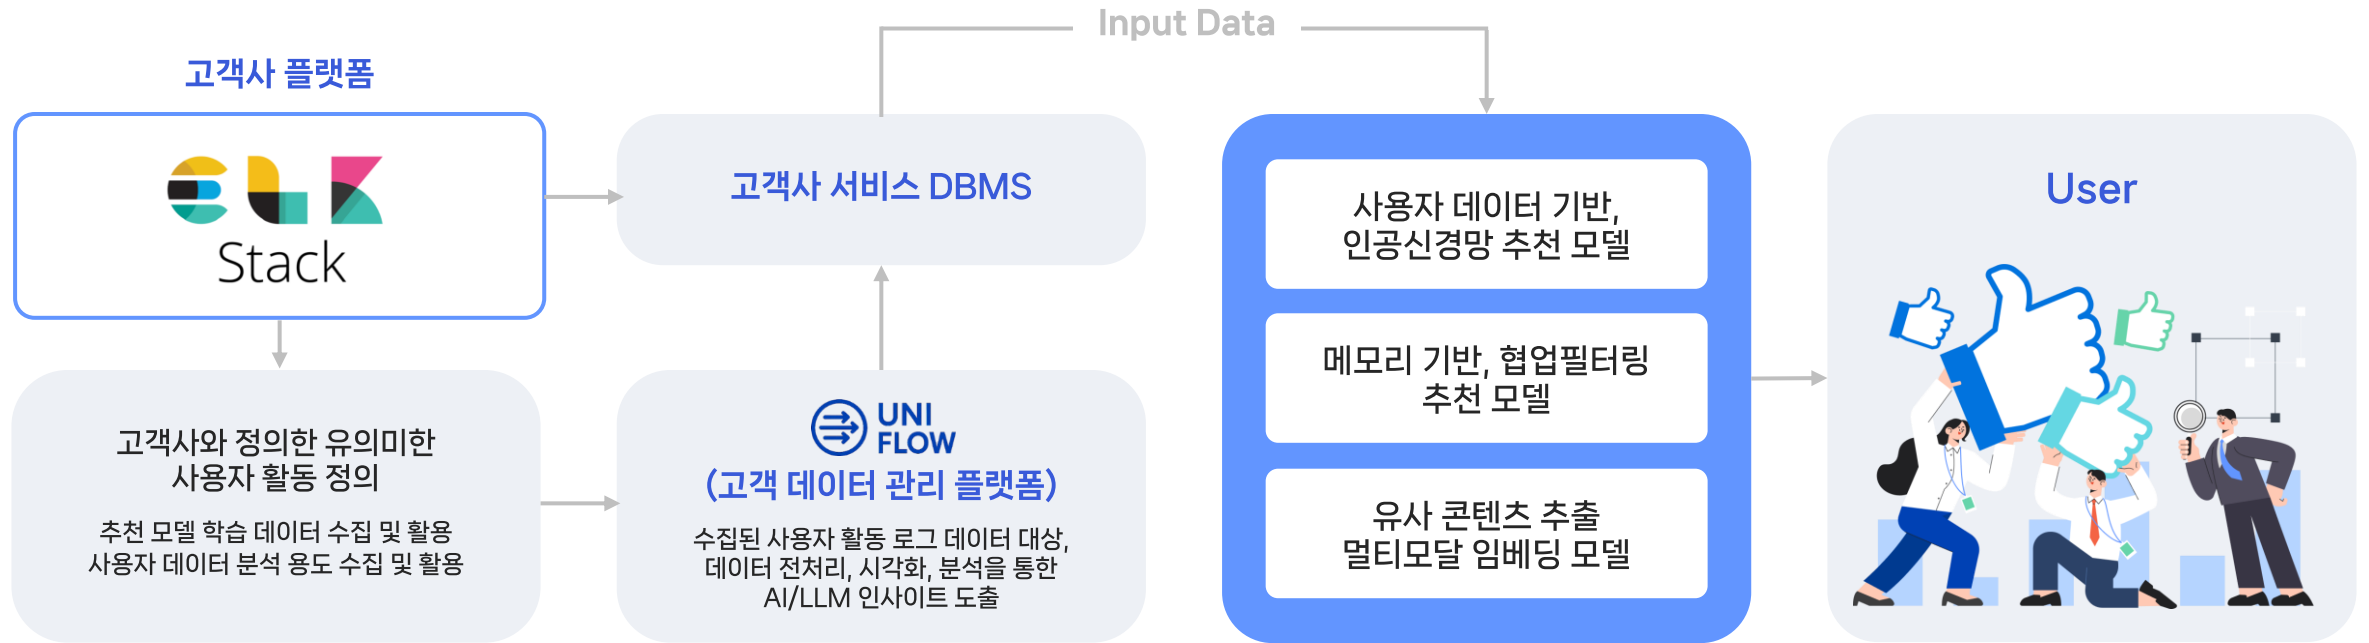 Input Data
고객사 플랫폼
ELK
Stack
고객사와 정의한 유의미한
사용자 활동 정의
추천 모델 학습 데이터 수집 및 활용
사용자 데이터 분석 용도 수집 및 활용
고객사 서비스 DBMS
UNI
FLOW
(고객 데이터 관리 플랫폼)
수집된 사용자 활동 로그 데이터 대상,
데이터 전처리, 시각화, 분석을 통한
AI/LLM 인사이트 도출
사용자 데이터 기반,
인공신경망 추천 모델
메모리 기반, 협업필터링
추천 모델
유사 콘텐츠 추출
멀티모달 임베딩 모델
User